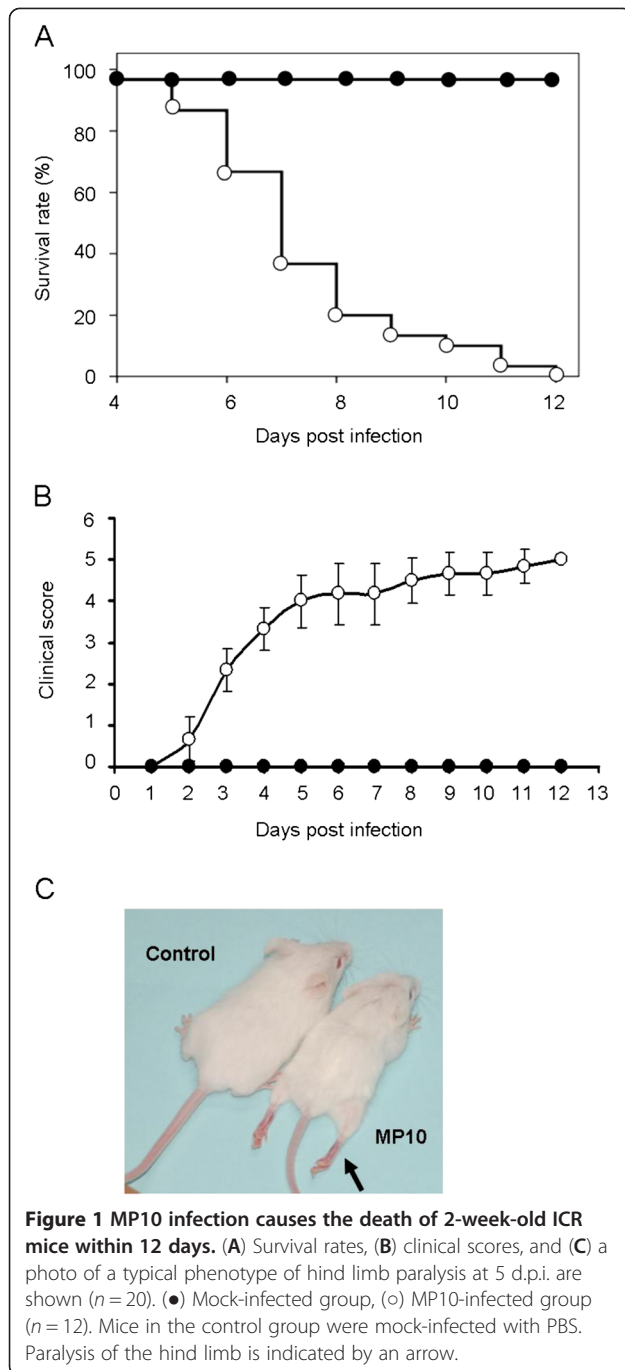 A
100
80
60
40
20
0
Survival rate (%)
4 6 8 10 12
Days post infection
B
6
5
4
3
2
1
0
Clinical score
0 1 2 3 4 5 6 7 8 9 10 11 12 13
Days post infection
C
Control
MP10
Figure 1 MP10 infection causes the death of 2-week-old ICR
mice within 12 days. (A) Survival rates, (B) clinical scores, and (C) a
photo of a typical phenotype of hind limb paralysis at 5 d.p.i. are
shown (n = 20). (●) Mock-infected group, (○) MP10-infected group
(n = 12). Mice in the control group were mock-infected with PBS.
Paralysis of the hind limb is indicated by an arrow.